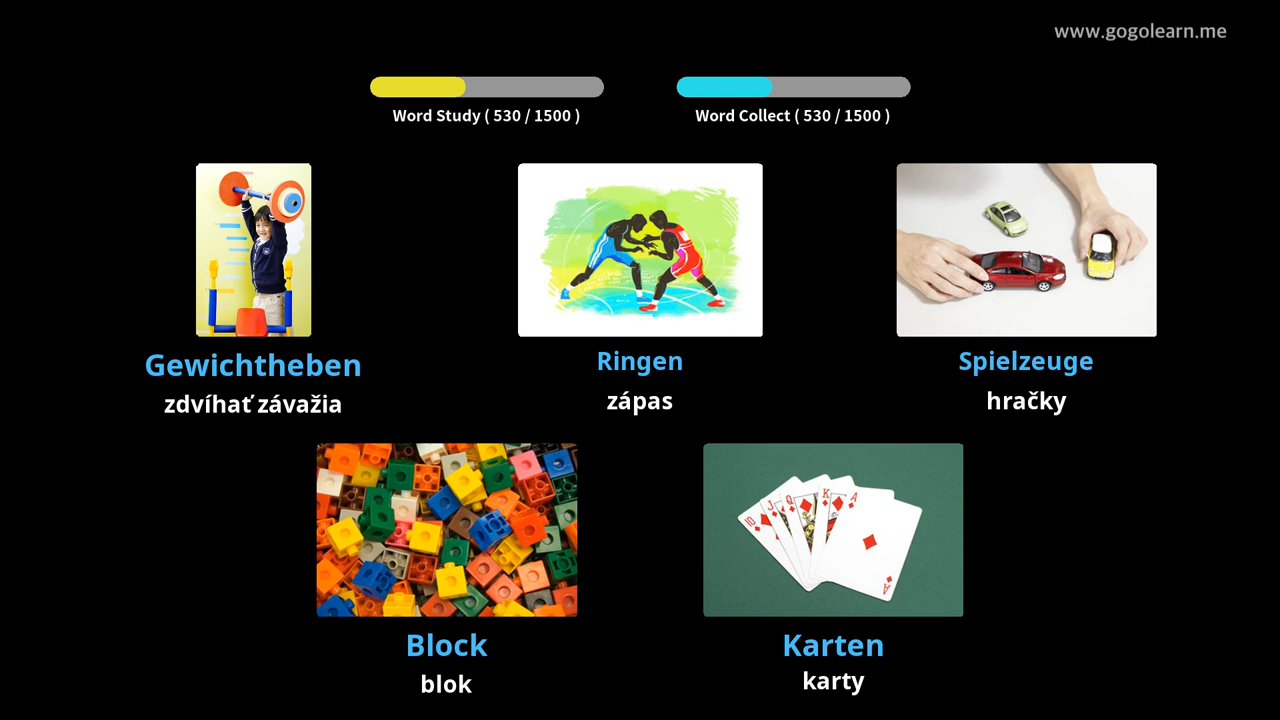 www.gogolearn.me
Word Study ( 530 / 1500 )
Word Collect ( 530 / 1500 )
Gewichtheben
zdvíhať závažia
Ringen
zápas
Spielzeuge
hračky
Block
blok
10 J Q K A
A
Karten
karty